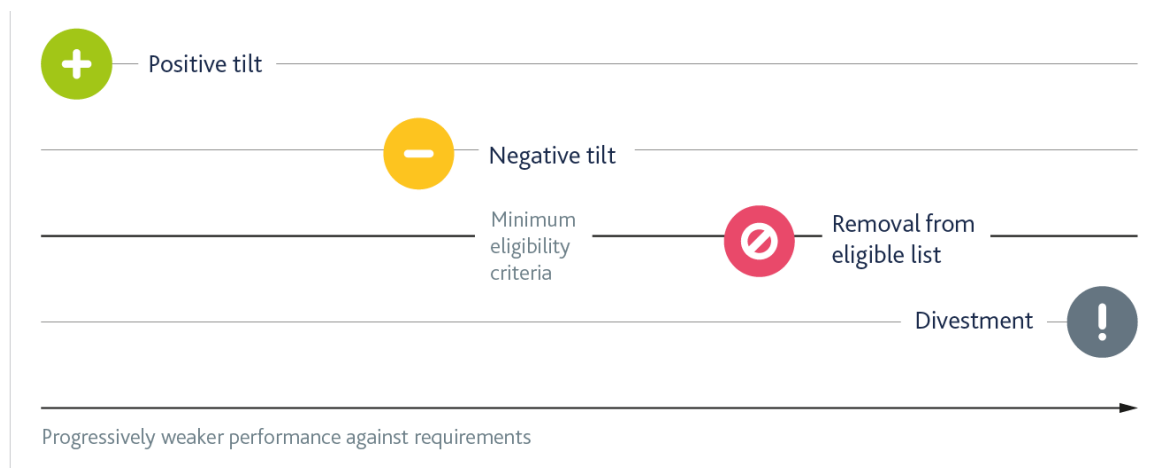 Positive tilt
Negative tilt
Minimum
eligibility
criteria
Removal from
eligible list
Divestment
Progressively weaker performance against requirements